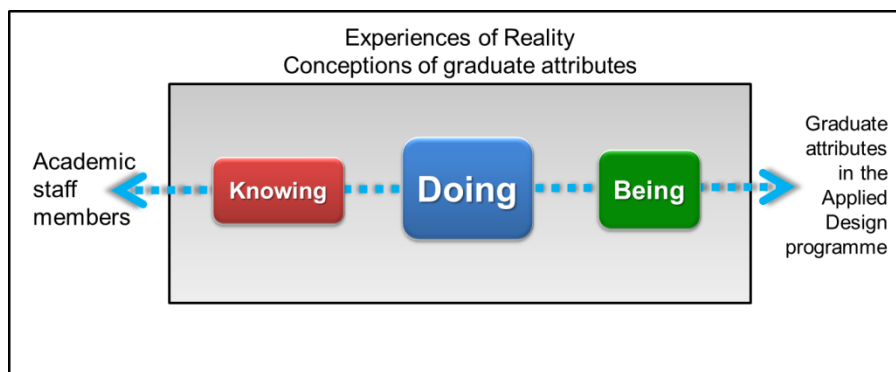 Experiences of Reality
Conceptions of graduate attributes
Academic
staff
members
Knowing
Doing
Being
Graduate
attributes
in the
Applied
Design
programme